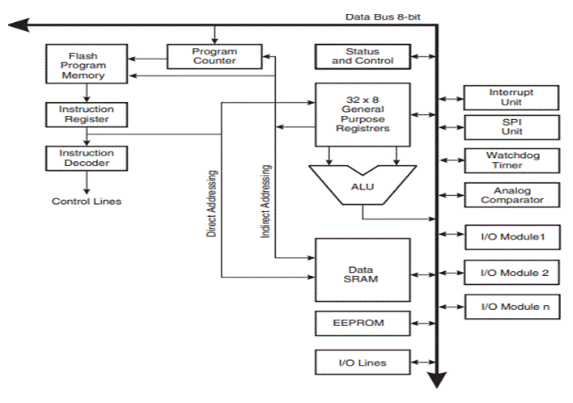 Data Bus 8-bit
Flash
Program
Memory
Program
Counter
Status
and Control
Interrupt
Unit
32 x 8
General
Purpose
Registrers
Instruction
Register
SPI
Unit
Instruction
Decoder
Watchdog
Timer
Control Lines
Direct Addressing
Indirect Addressing
ALU
Analog
Comparator
I/O Module1
Data
SRAM
I/O Module 2
I/O Module n
EEPROM
I/O Lines